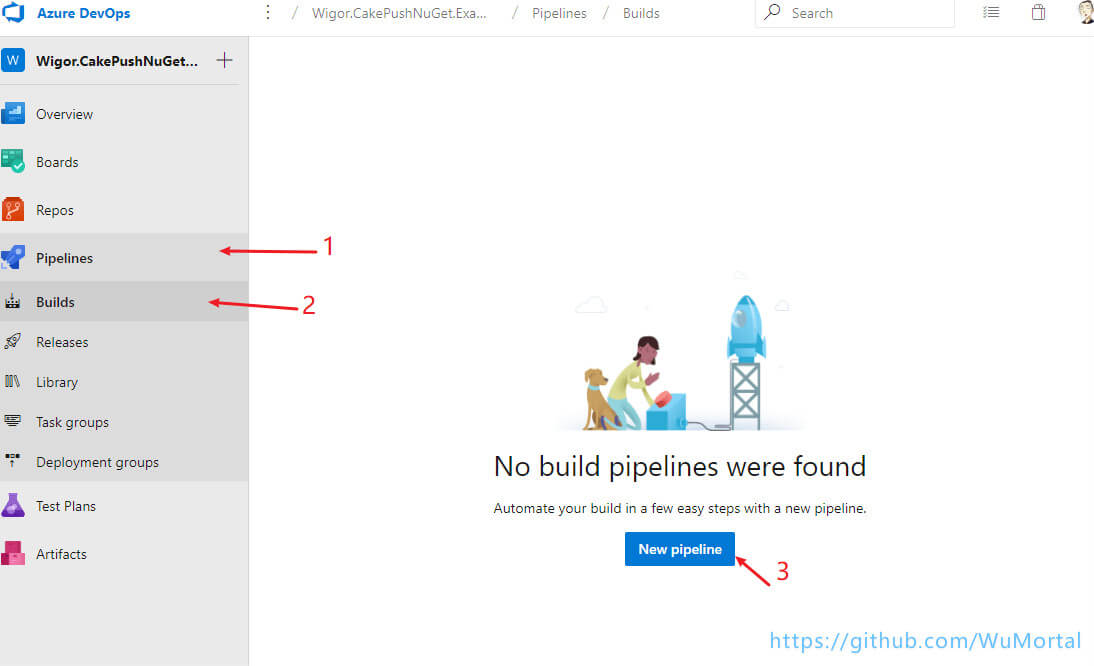 Azure DevOps
/ Wigor.CakePushNuGet.Exa... / Pipelines / Builds
Search
W Wigor.CakePushNuGet... +
Overview
Boards
Repos
Pipelines
1
Builds
2
Releases
Library
Task groups
Deployment groups
Test Plans
Artifacts
No build pipelines were found
Automate your build in a few easy steps with a new pipeline.
New pipeline
3
https://github.com/WuMortal